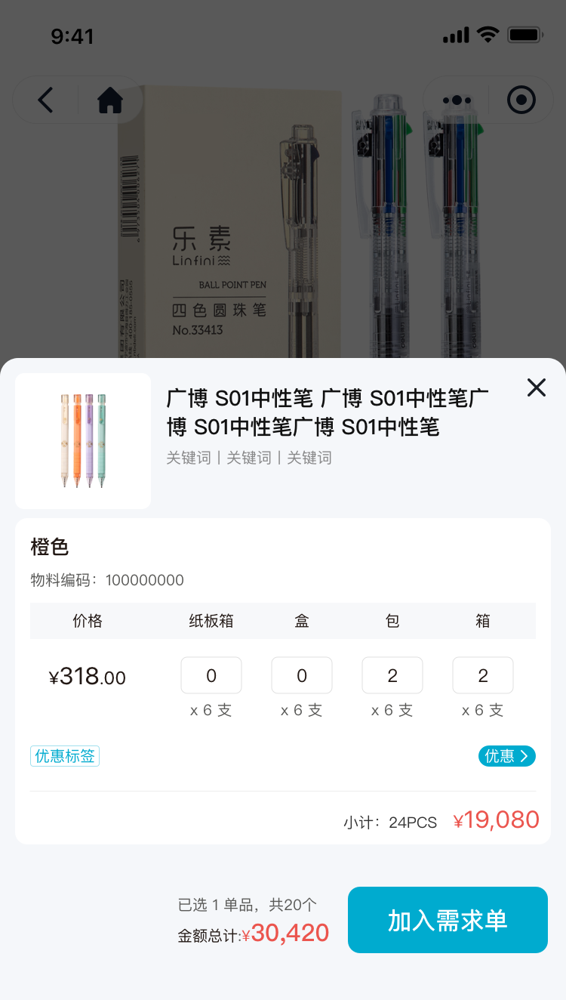 9:41
乐素
Linfini
BALL POINT PEN
四色圆珠笔
No.33413
广博 S01中性笔 广博 S01中性笔广
博 S01中性笔广博 S01中性笔
关键词 | 关键词 | 关键词
橙色
物料编码：100000000
价格 纸板箱 盒 包 箱
¥318.00 0 0 2 2
x 6 支 x 6 支 x 6 支 x 6 支
优惠标签 优惠
小计：24PCS ¥19,080
已选 1 单品，共20个
金额总计:¥30,420
加入需求单